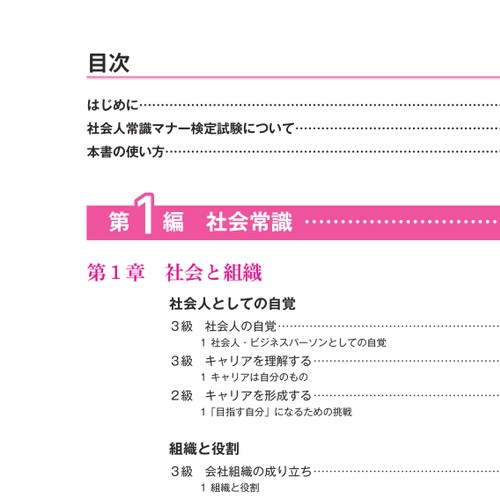 目次
はじめに……………………………………
社会人常識マナー検定試験について……………………
本書の使い方……………………………………
第1編 社会常識 ……………………
第1章 社会と組織
社会人としての自覚
3級 社会人の自覚……………………
1 社会人・ビジネスパーソンとしての自覚
3級 キャリアを理解する……………………
1 キャリアは自分のもの
2級 キャリアを形成する……………………
1「目指す自分」になるための挑戦
組織と役割
3級 会社組織の成り立ち……………………
1 組織と役割